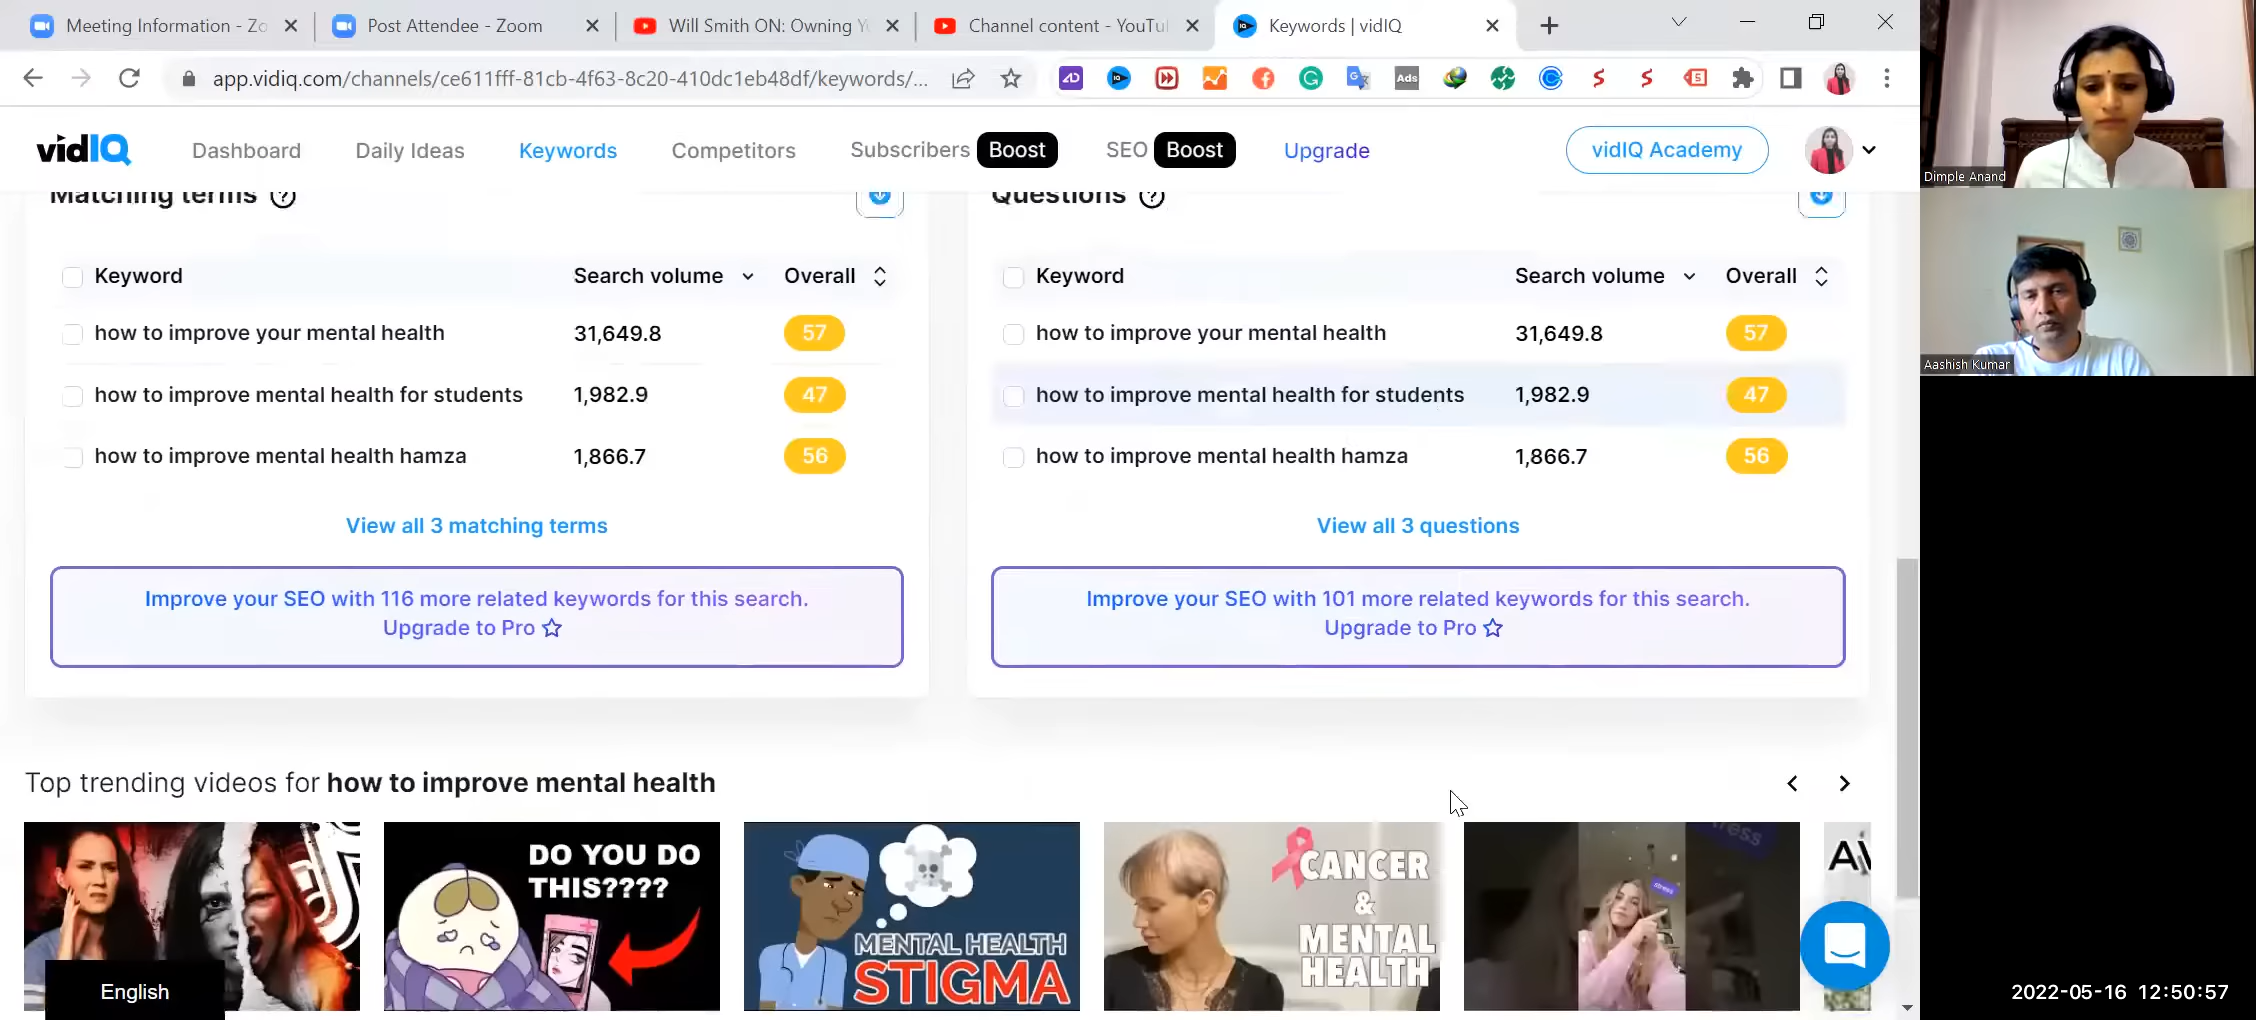 Meeting Information - Zo
Post Attendee - Zoom
Will Smith ON: Owning Y
Channel content - YouTu
Keywords | vidIQ
app.vidiq.com/channels/ce611fff-81cb-4f63-8c20-410dc1eb48df/keywords/...
Ads
vidIQ
Dashboard
Daily Ideas
Keywords
Competitors
Subscribers Boost
SEO Boost
Upgrade
vidIQ Academy
Matching terms ?
Keyword Search volume Overall
how to improve your mental health 31,649.8 57
how to improve mental health for students 1,982.9 47
how to improve mental health hamza 1,866.7 56
View all 3 matching terms
Improve your SEO with 116 more related keywords for this search.
Upgrade to Pro
Questions ?
Keyword Search volume Overall
how to improve your mental health 31,649.8 57
how to improve mental health for students 1,982.9 47
how to improve mental health hamza 1,866.7 56
View all 3 questions
Improve your SEO with 101 more related keywords for this search.
Upgrade to Pro
Top trending videos for how to improve mental health
DO YOU DO
THIS????
MENTAL HEALTH
STIGMA
CANCER
&
MENTAL
HEALTH
stress
English
Dimple Anand
Aashish Kumar
2022-05-16 12:50:57